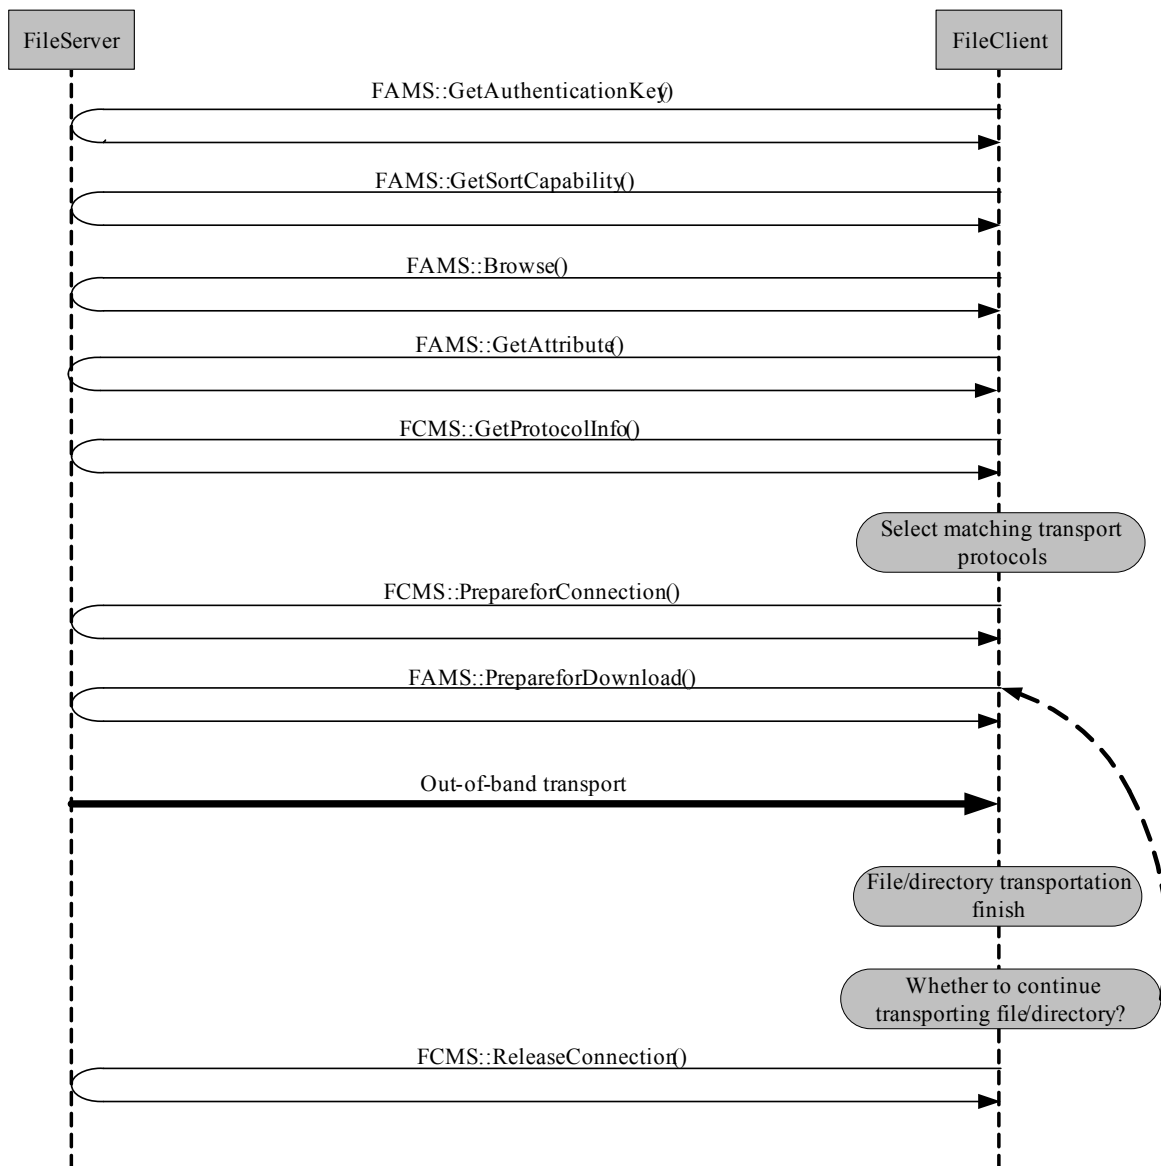 FileServer
FileClient
FAMS::GetAuthenticationKey()
FAMS::GetSortCapability()
FAMS::Browse()
FAMS::GetAttribute()
FCMS::GetProtocolInfo()
Select matching transport
protocols
FCMS::PrepareforConnection()
FAMS::PrepareforDownload()
Out-of-band transport
File/directory transportation
finish
Whether to continue
transporting file/directory?
FCMS::ReleaseConnection()